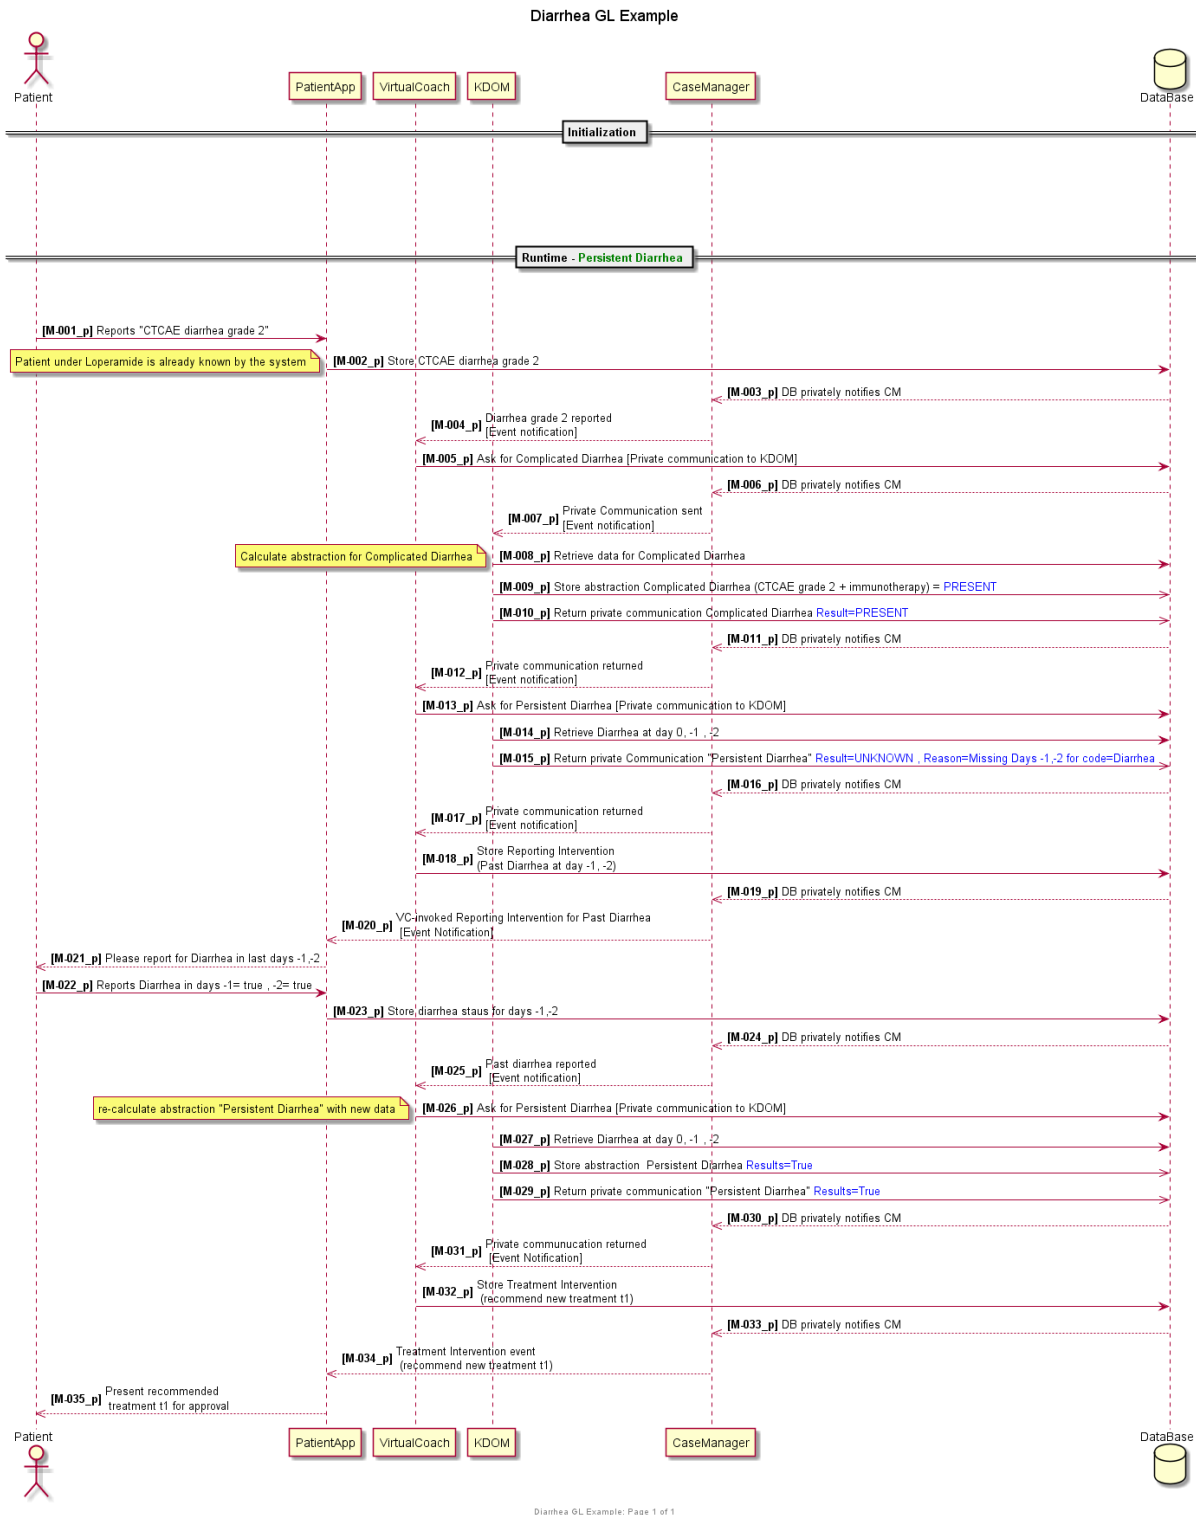 Diarrhea GL Example
Patient
PatientApp
VirtualCoach
KDOM
CaseManager
DataBase
Initialization
Runtime - Persistent Diarrhea
[M-001_p] Reports "CTCAE diarrhea grade 2"
Patient under Loperamide is already known by the system
[M-002_p] Store CTCAE diarrhea grade 2
[M-003_p] DB privately notifies CM
[M-004_p] Diarrhea grade 2 reported
[Event notification]
[M-005_p] Ask for Complicated Diarrhea [Private communication to KDOM]
[M-006_p] DB privately notifies CM
[M-007_p] Private Communication sent
[Event notification]
Calculate abstraction for Complicated Diarrhea
[M-008_p] Retrieve data for Complicated Diarrhea
[M-009_p] Store abstraction Complicated Diarrhea (CTCAE grade 2 + immunotherapy) = PRESENT
[M-010_p] Return private communication Complicated Diarrhea Result=PRESENT
[M-011_p] DB privately notifies CM
[M-012_p] Private communication returned
[Event notification]
[M-013_p] Ask for Persistent Diarrhea [Private communication to KDOM]
[M-014_p] Retrieve Diarrhea at day 0, -1 , -2
[M-015_p] Return private Communication "Persistent Diarrhea" Result=UNKNOWN , Reason=Missing Days -1,-2 for code=Diarrhea
[M-016_p] DB privately notifies CM
[M-017_p] Private communication returned
[Event notification]
[M-018_p] Store Reporting Intervention
(Past Diarrhea at day -1, -2)
[M-019_p] DB privately notifies CM
[M-020_p] VC-invoked Reporting Intervention for Past Diarrhea
[Event Notification]
[M-021_p] Please report for Diarrhea in last days -1,-2
[M-022_p] Reports Diarrhea in days -1= true , -2= true
[M-023_p] Store diarrhea staus for days -1,-2
[M-024_p] DB privately notifies CM
[M-025_p] Past diarrhea reported
[Event notification]
re-calculate abstraction "Persistent Diarrhea" with new data
[M-026_p] Ask for Persistent Diarrhea [Private communication to KDOM]
[M-027_p] Retrieve Diarrhea at day 0, -1 , -2
[M-028_p] Store abstraction  Persistent Diarrhea Results=True
[M-029_p] Return private communication "Persistent Diarrhea" Results=True
[M-030_p] DB privately notifies CM
[M-031_p] Private communucation returned
[Event Notification]
[M-032_p] Store Treatment Intervention
(recommend new treatment t1)
[M-033_p] DB privately notifies CM
[M-034_p] Treatment Intervention event
(recommend new treatment t1)
[M-035_p] Present recommended
treatment t1 for approval
Patient
PatientApp
VirtualCoach
KDOM
CaseManager
DataBase
Diarrhea GL Example: Page 1 of 1